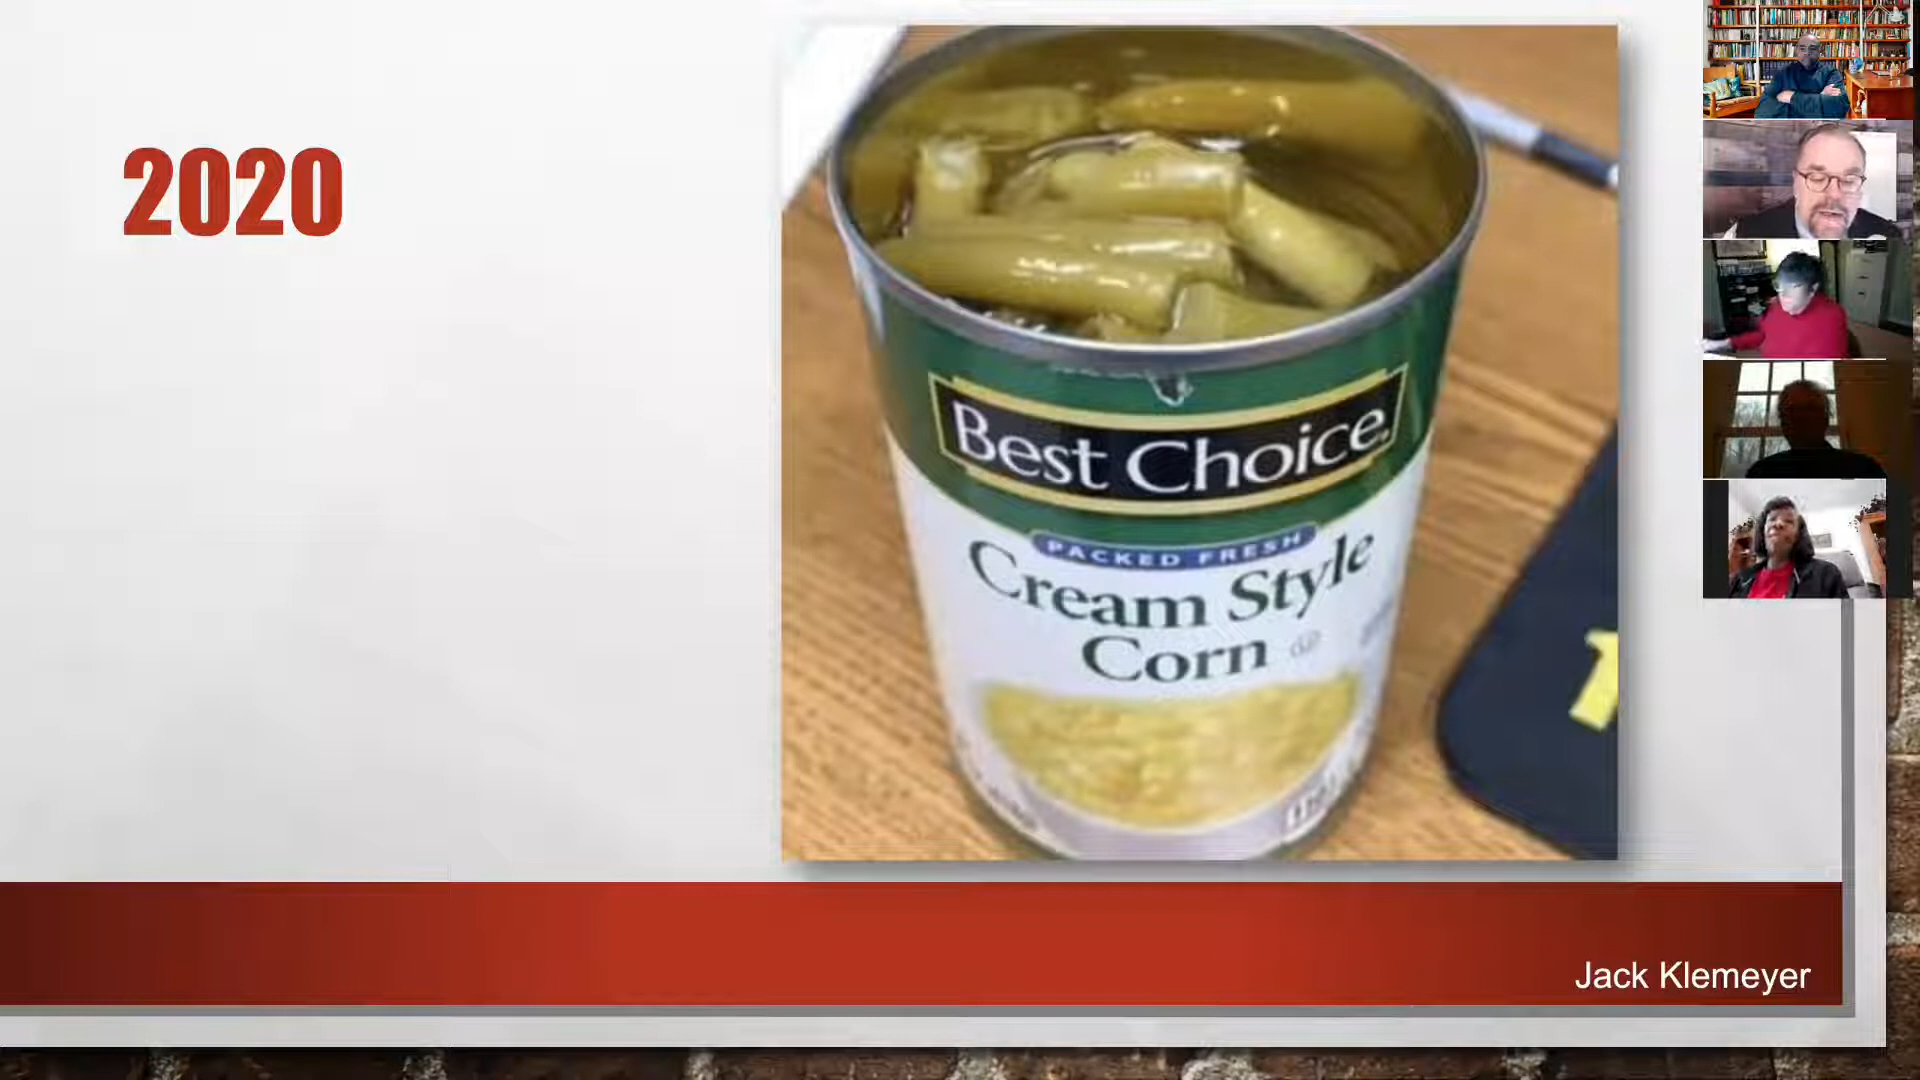 2020
Best Choice
PACKED FRESH
Cream Style
Corn
Jack Klemeyer